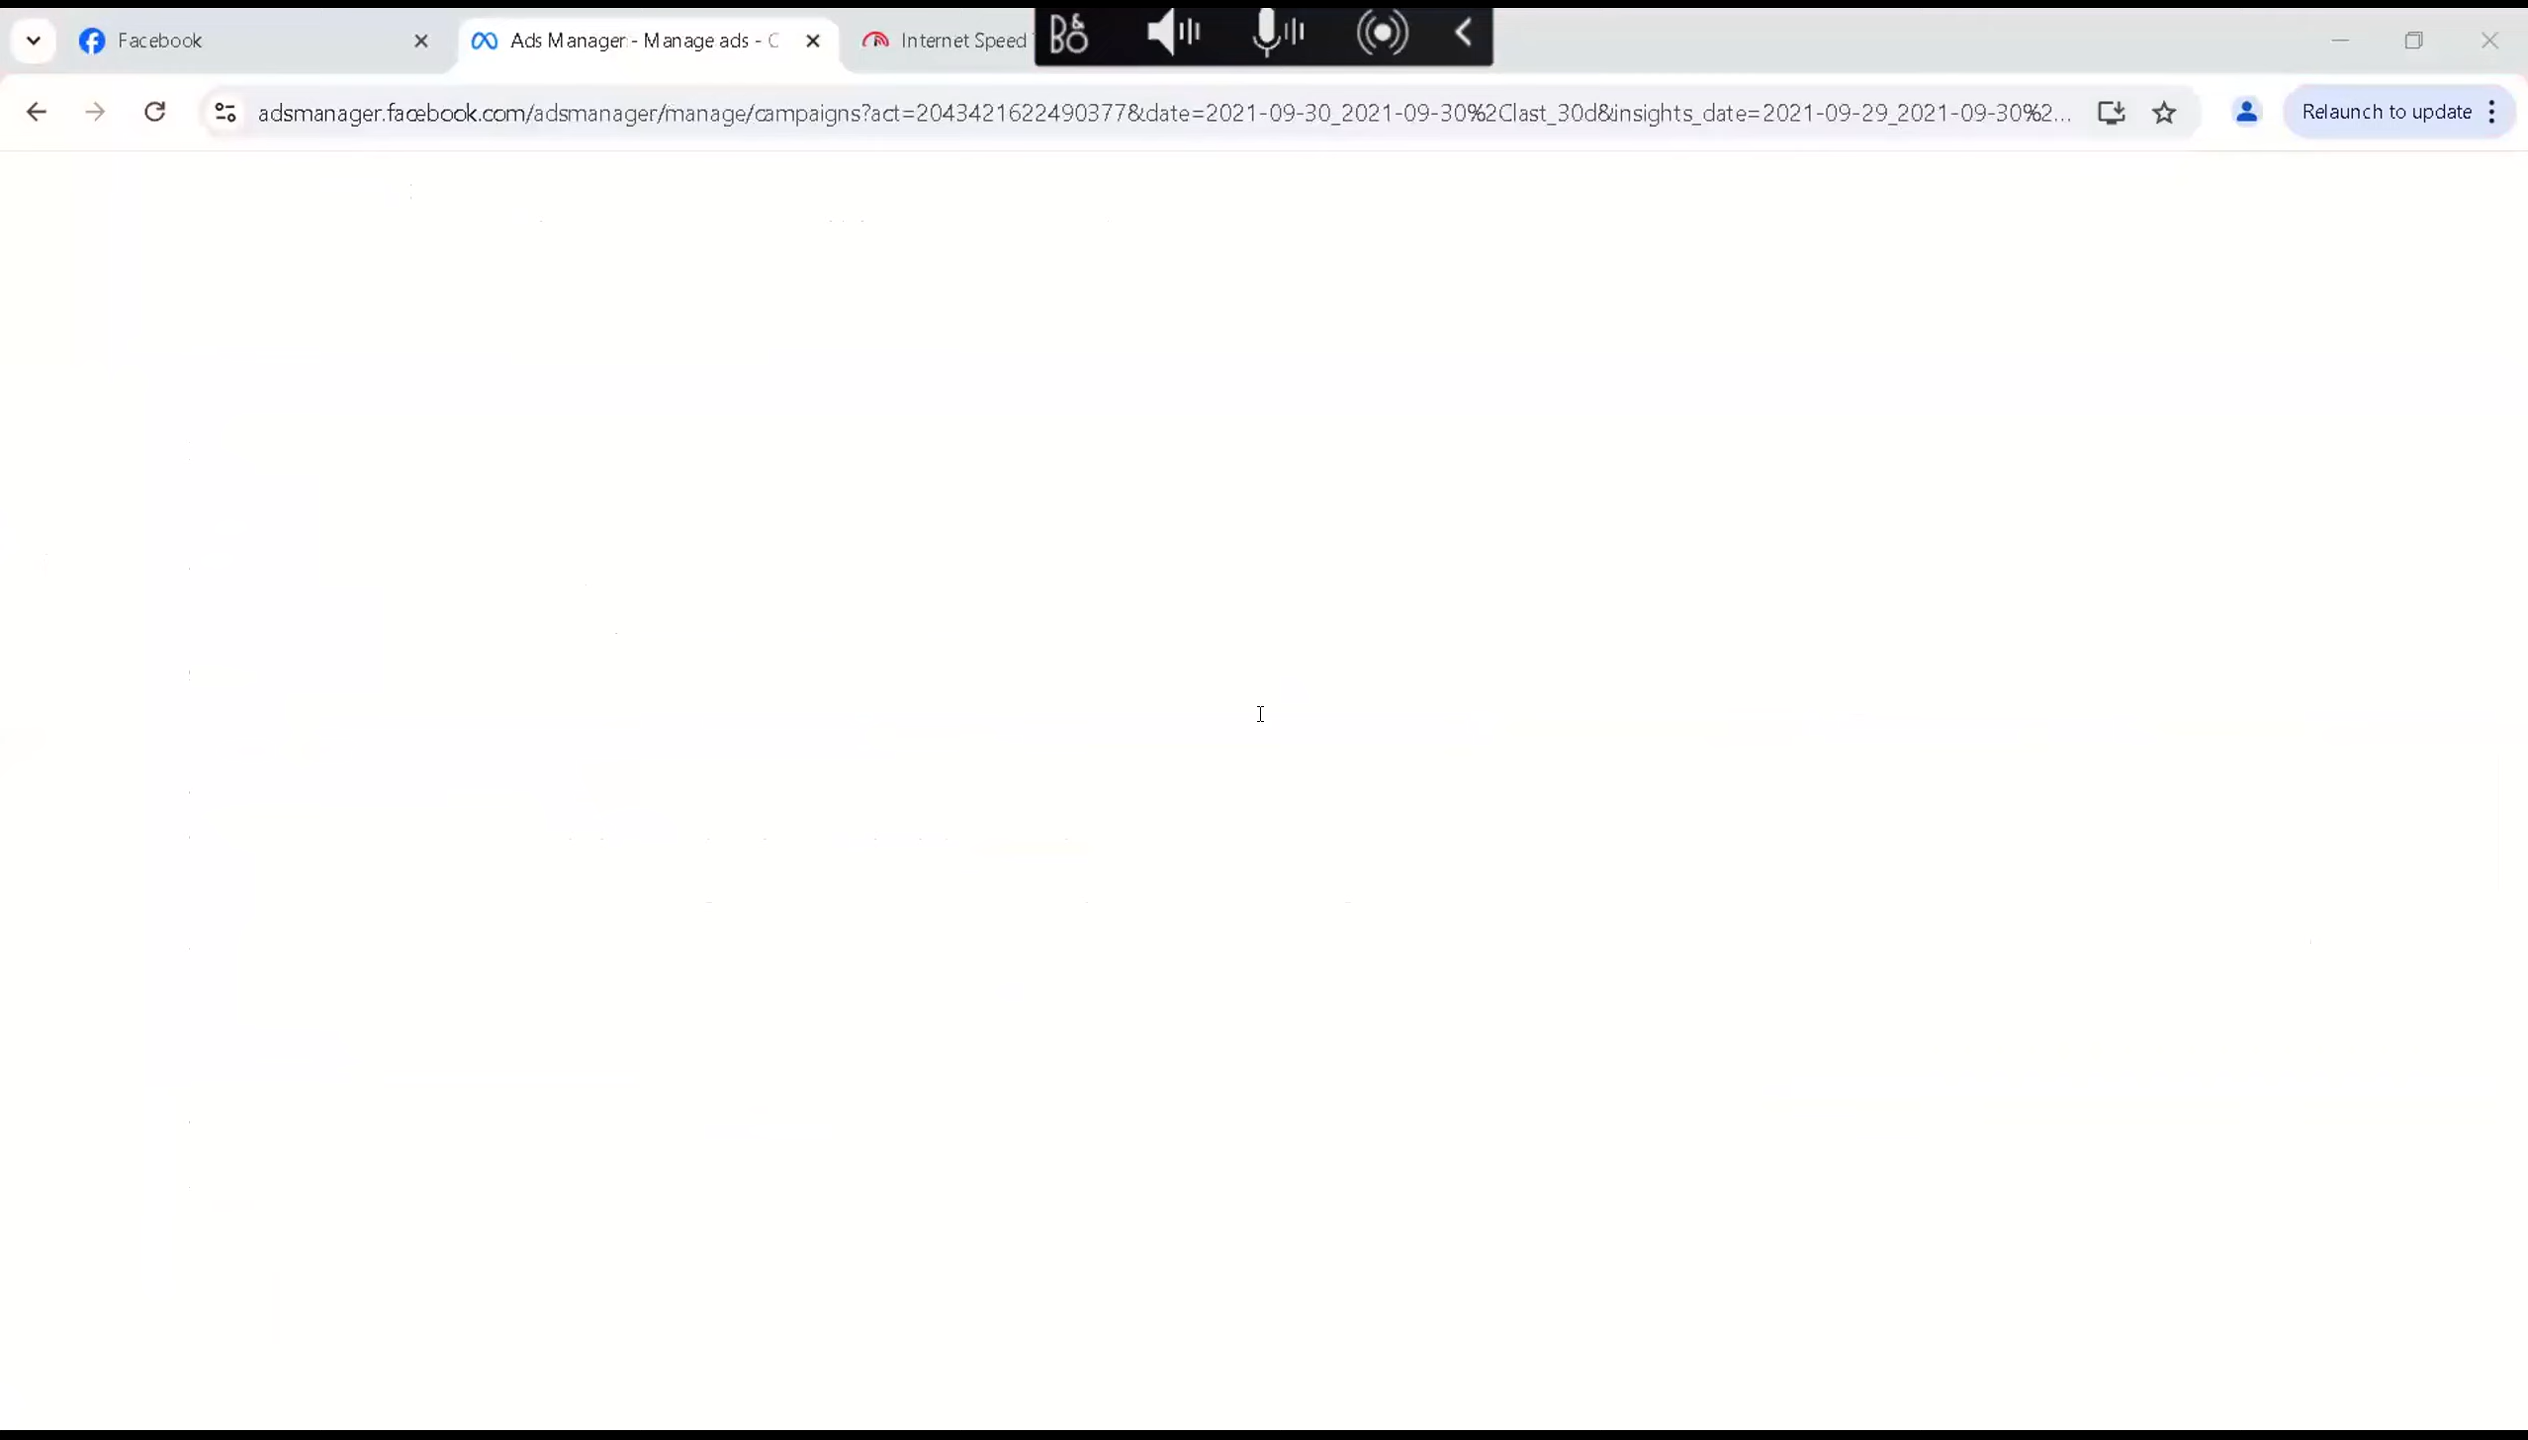 Facebook
Ads Manager - Manage ads - C
Internet Speed
B&O
adsmanager.facebook.com/adsmanager/manage/campaigns?act=2043421622490377&date=2021-09-30_2021-09-30%2Clast_30d&insights_date=2021-09-29_2021-09-30%2...
Relaunch to update